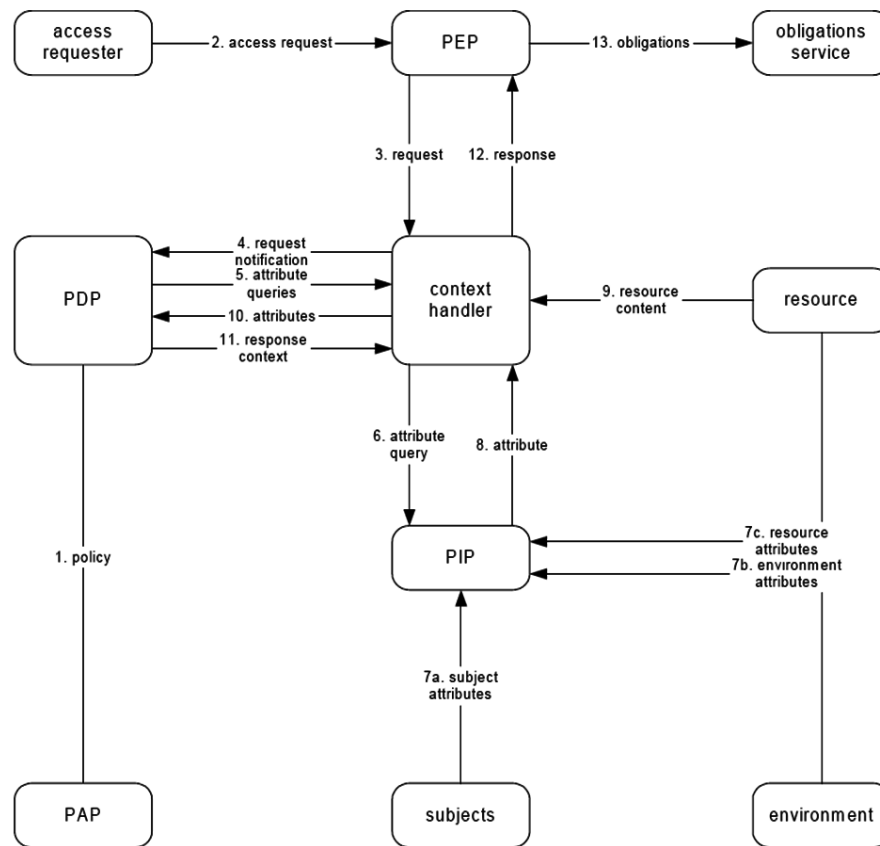 access
requester
2. access request
PEP
13. obligations
obligations
service
3. request
12. response
PDP
4. request
notification
5. attribute
queries
10. attributes
11. response
context
context
handler
9. resource
content
resource
6. attribute
query
8. attribute
1. policy
PIP
7c. resource
attributes
7b. environment
attributes
7a. subject
attributes
PAP
subjects
environment